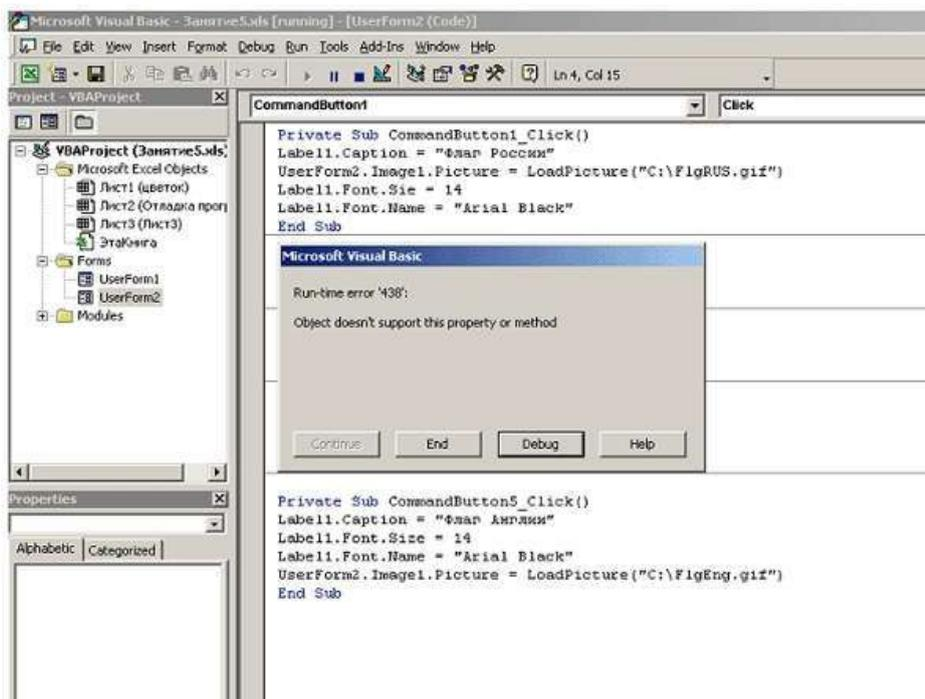 Microsoft Visual Basic - Занятие5.xls [running] - [UserForm2 (Code)]
File Edit View Insert Format Debug Run Tools Add-Ins Window Help
Ln 4, Col 15
Project - VBAProject
CommandButton1
Click
VBAProject (Занятие5.xls)
Microsoft Excel Objects
Лист1 (цветок)
Лист2 (Отладка прог
Лист3 (Лист3)
ЭтаКнига
Forms
UserForm1
UserForm2
Modules
Private Sub CommandButton1_Click()
Label1.Caption = "Флаг России"
UserForm2.Image1.Picture = LoadPicture("C:\FlgRUS.gif")
Label1.Font.Sie = 14
Label1.Font.Name = "Arial Black"
End Sub
Microsoft Visual Basic
Run-time error '438':
Object doesn't support this property or method
Continue End Debug Help
Properties
Alphabetic Categorized
Private Sub CommandButton5_Click()
Label1.Caption = "Флаг Англии"
Label1.Font.Size = 14
Label1.Font.Name = "Arial Black"
UserForm2.Image1.Picture = LoadPicture("C:\FlgEng.gif")
End Sub